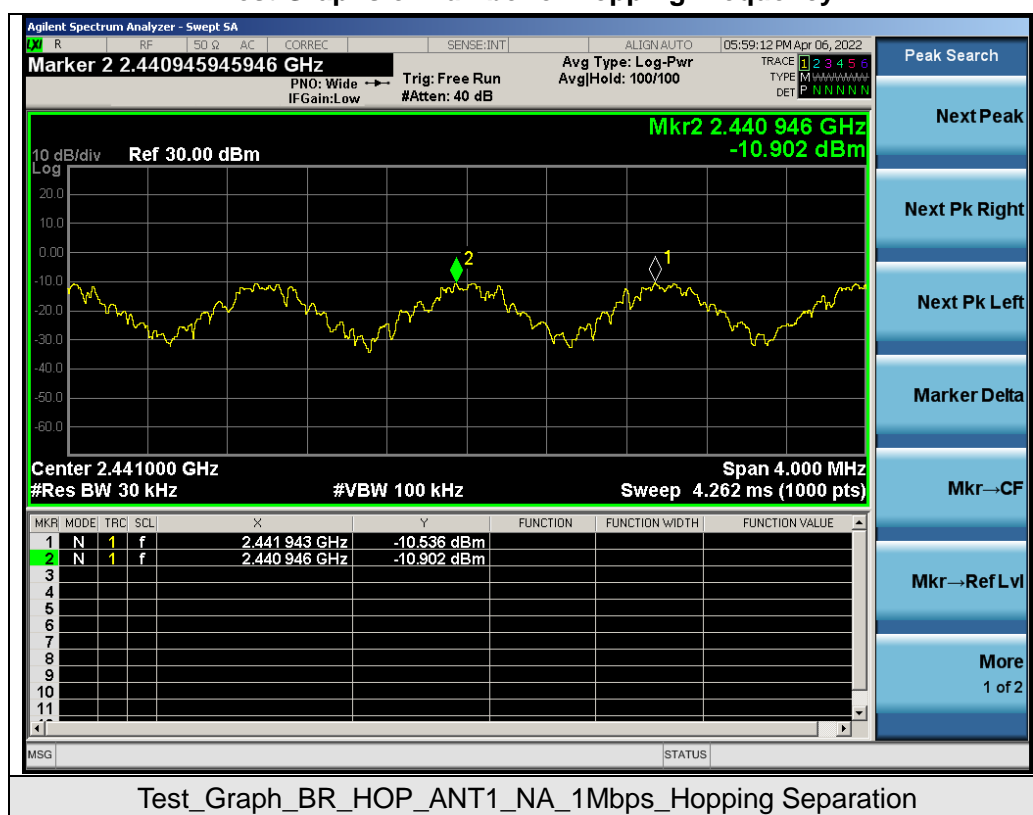 Agilent Spectrum Analyzer - Swept SA
LXI R RF 50 Ω AC CORREC SENSE:INT ALIGN AUTO 05:59:12 PM Apr 06, 2022
Marker 2 2.440945945946 GHz
PNO: Wide
IFGain:Low
Trig: Free Run
#Atten: 40 dB
Avg Type: Log-Pwr
Avg|Hold: 100/100
TRACE 1 2 3 4 5 6
TYPE M
DET P N N N N N
Mkr2 2.440 946 GHz
-10.902 dBm
10 dB/div Ref 30.00 dBm
Log
20.0
10.0
0.00
-10.0
-20.0
-30.0
-40.0
-50.0
-60.0
2
1
Center 2.441000 GHz Span 4.000 MHz
#Res BW 30 kHz #VBW 100 kHz Sweep 4.262 ms (1000 pts)
MKR MODE TRC SCL X Y FUNCTION FUNCTION WIDTH FUNCTION VALUE
1 N 1 f 2.441 943 GHz -10.536 dBm
2 N 1 f 2.440 946 GHz -10.902 dBm
3
4
5
6
7
8
9
10
11
MSG STATUS
Peak Search
Next Peak
Next Pk Right
Next Pk Left
Marker Delta
Mkr→CF
Mkr→Ref Lvl
More
1 of 2
Test_Graph_BR_HOP_ANT1_NA_1Mbps_Hopping Separation